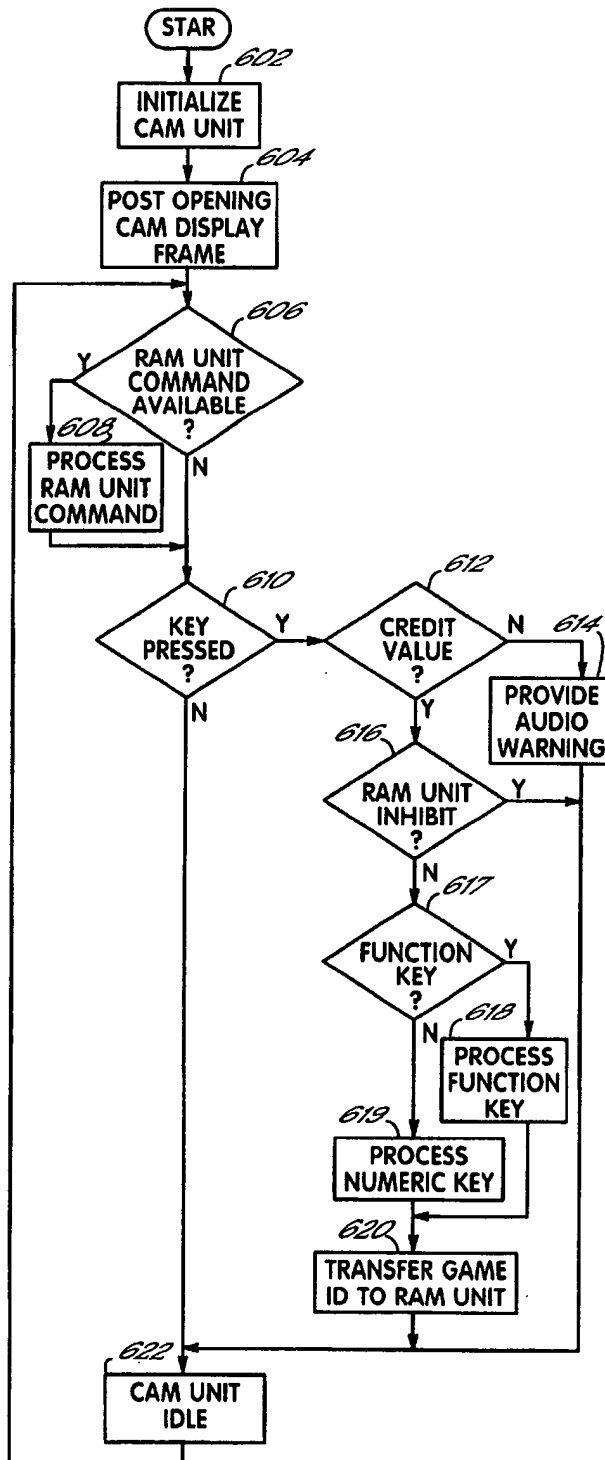 STAR
602
INITIALIZE
CAM UNIT
604
POST OPENING
CAM DISPLAY
FRAME
606
RAM UNIT
COMMAND
AVAILABLE
?
Y
N
608
PROCESS
RAM UNIT
COMMAND
610
KEY
PRESSED
?
Y
N
612
CREDIT
VALUE
?
N
Y
614
PROVIDE
AUDIO
WARNING
616
RAM UNIT
INHIBIT
?
Y
N
617
FUNCTION
KEY
?
Y
N
618
PROCESS
FUNCTION
KEY
619
PROCESS
NUMERIC KEY
620
TRANSFER GAME
ID TO RAM UNIT
622
CAM UNIT
IDLE